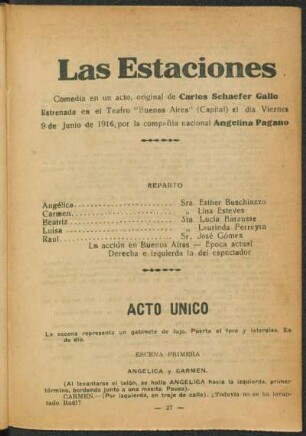 Las Estaciones
Comedia en un acto, original de Carlos Schaefer Gallo
Estrenada en el Teatro "Buenos Aires" (Capital) el día Viernes
9 de junio de 1916, por la compañía nacional Angelina Pagano
REPARTO
Angélica............ Sra. Esther Buschiazzo
Carmen............ „ Lina Esteves
Beatriz............ Sta. Lucía Barausse
Luisa............ „ Laurinda Ferreyra
Raul............ Sr. José Gómez
La acción en Buenos Aires — Epoca actual
Derecha e izquierda la del espectador
ACTO UNICO
La escena representa un gabinete de lujo. Puerta al foro y laterales. Es
de día.
ESCENA PRIMERA
ANGELICA y CARMEN.
(Al levantarse el telón, se halla ANGELICA hacia la izquierda, primer
término, bordando junto a una mesita. Pausa).
CARMEN.—(Por izquierda, en traje de calle). ¿Todavía no se ha levan-
tado Raúl?
— 27 —